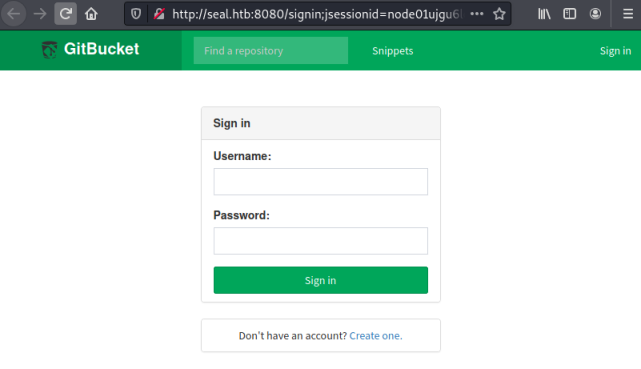 http://seal.htb:8080/signin;jsessionid=node01ujgu6
GitBucket
Find a repository
Snippets
Sign in
Sign in
Username:
Password:
Sign in
Don't have an account? Create one.